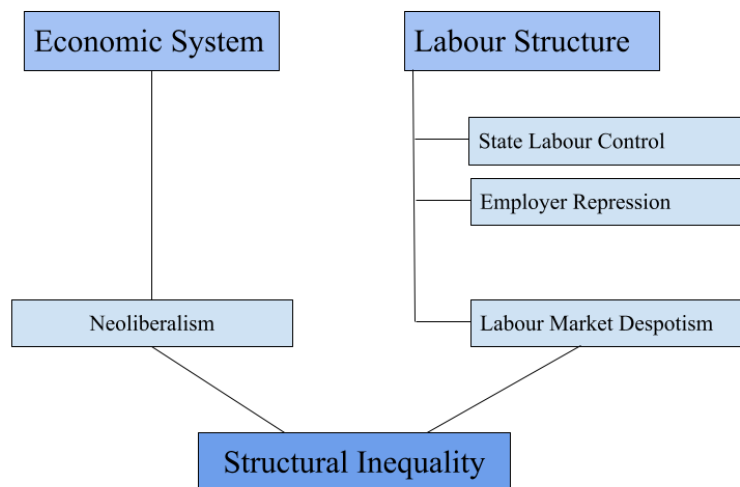 Economic System
Labour Structure
State Labour Control
Employer Repression
Neoliberalism
Labour Market Despotism
Structural Inequality